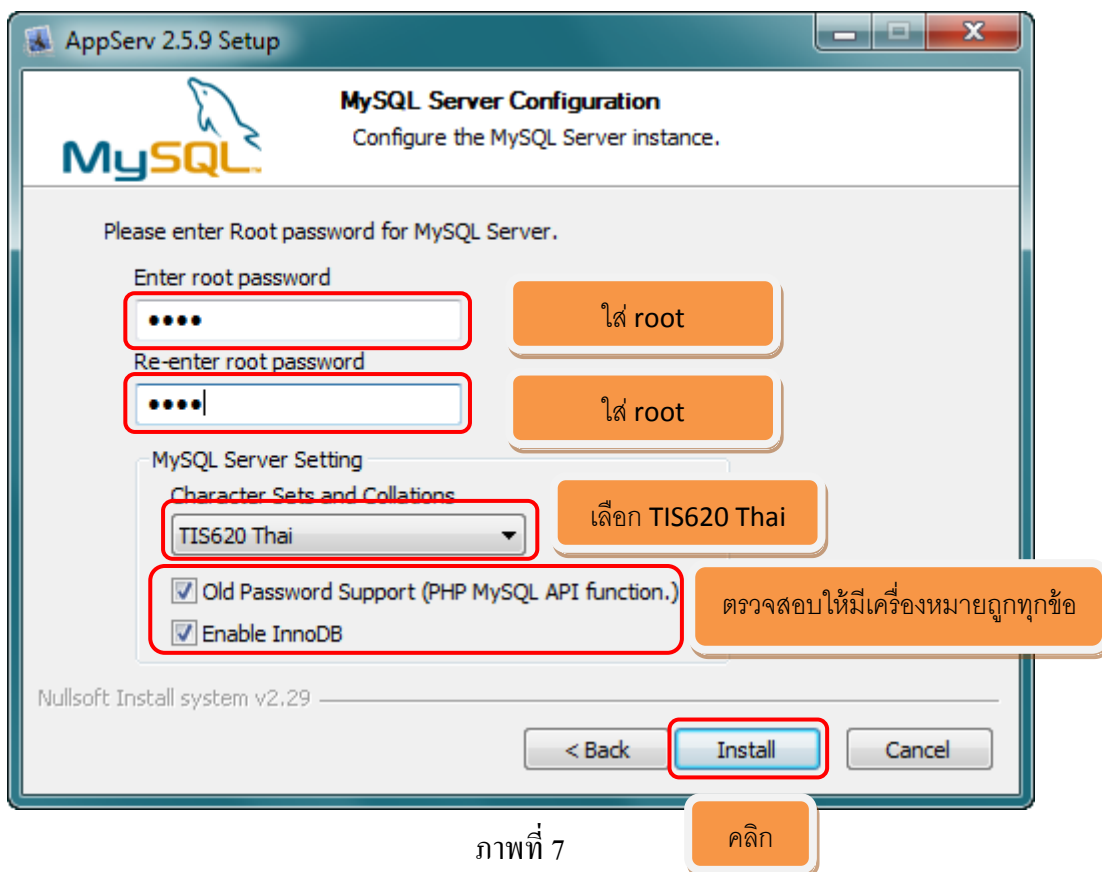 AppServ 2.5.9 Setup
MySQL Server Configuration
Configure the MySQL Server instance.
MySQL™
Please enter Root password for MySQL Server.
Enter root password
••••
ใส่ root
Re-enter root password
••••
ใส่ root
MySQL Server Setting
Character Sets and Collations
TIS620 Thai
เลือก TIS620 Thai
Old Password Support (PHP MySQL API function.)
Enable InnoDB
ตรวจสอบให้มีเครื่องหมายถูกทุกข้อ
Nullsoft Install system v2.29
< Back
Install
Cancel
คลิก
ภาพที่ 7